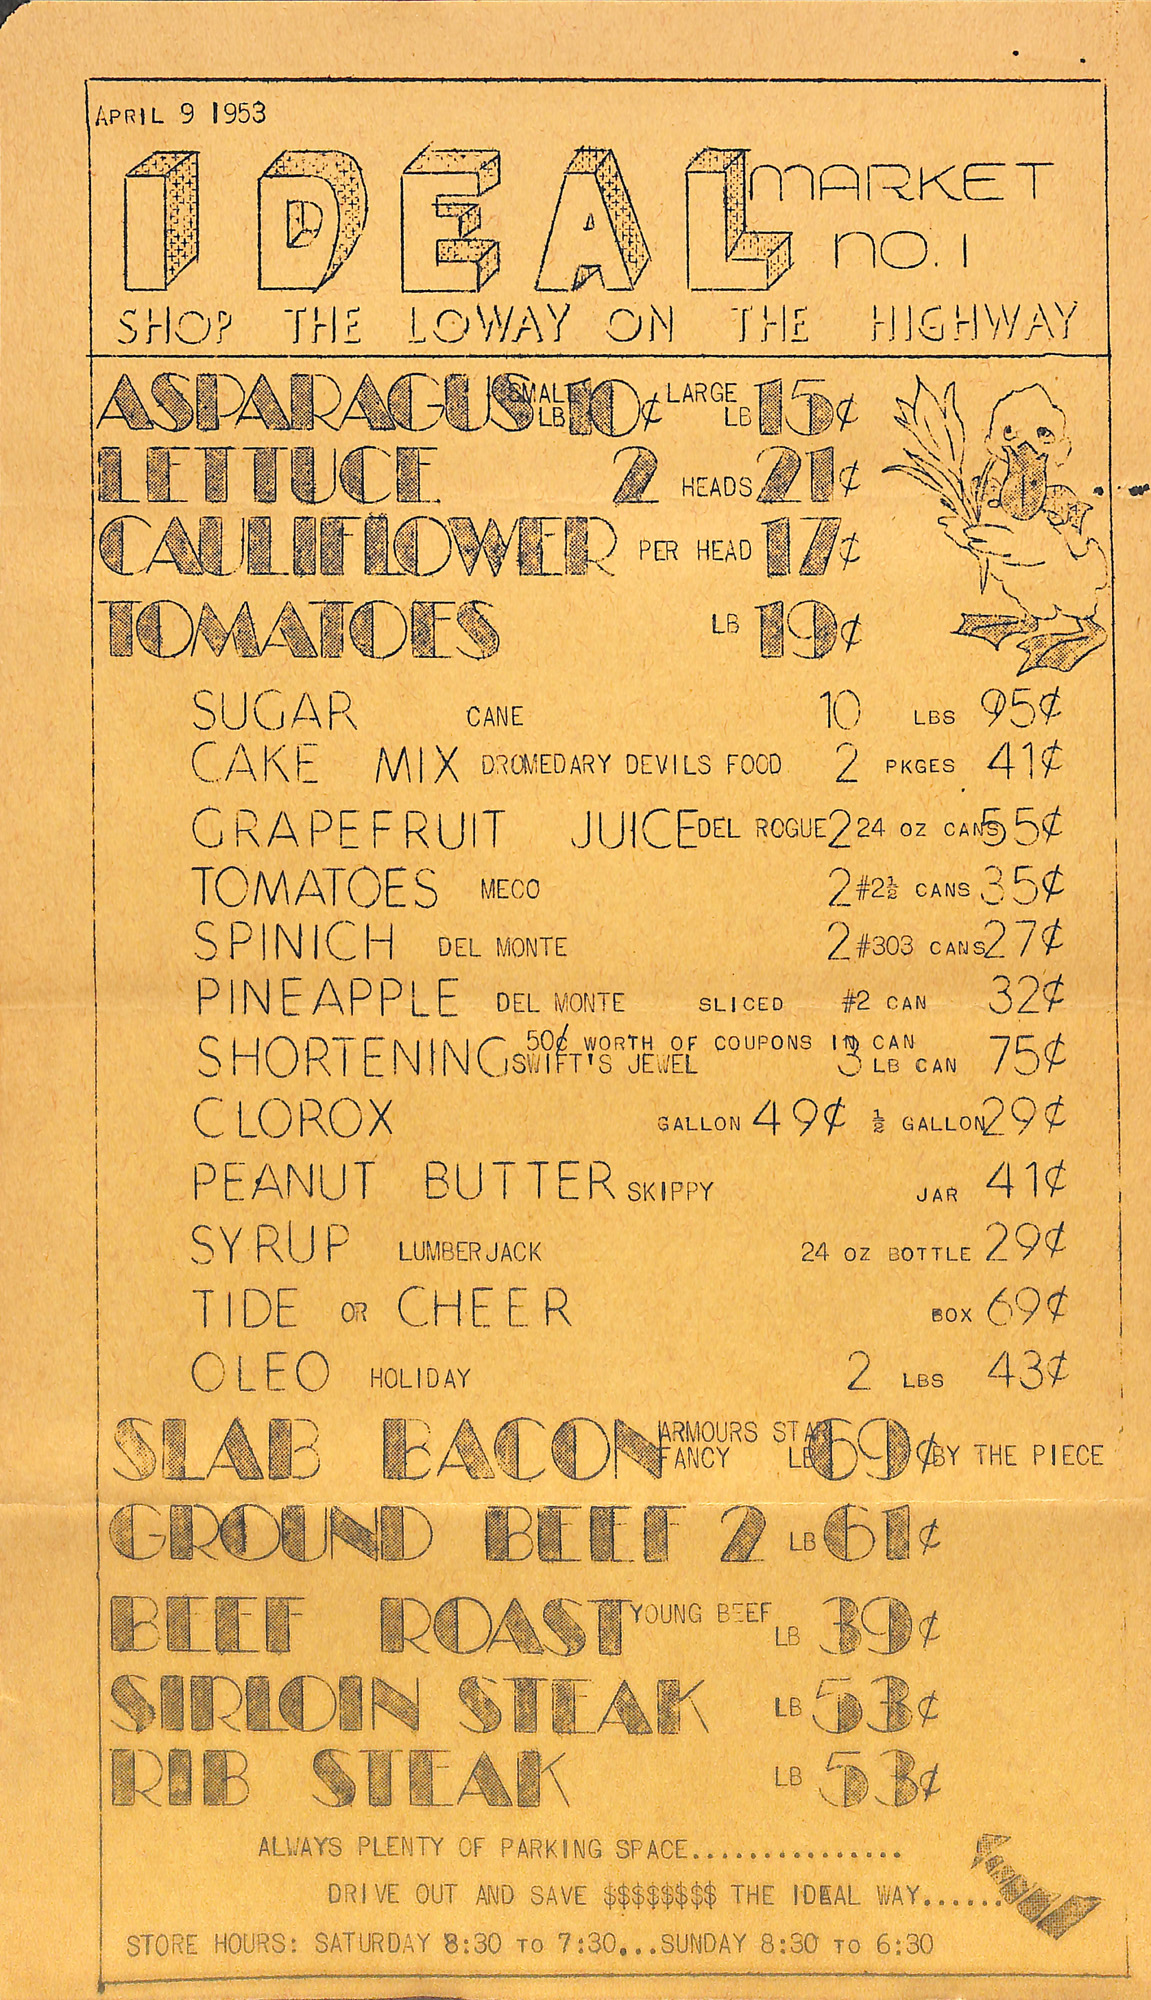 APRIL 9 1953
IDEAL MARKET
NO. 1
SHOP THE LOWAY ON THE HIGHWAY
ASPARAGUS SMALL LB 10¢ LARGE LB 15¢
LETTUCE 2 HEADS 21¢
CAULIFLOWER PER HEAD 17¢
TOMATOES LB 19¢
SUGAR CANE 10 LBS 95¢
CAKE MIX DROMEDARY DEVILS FOOD 2 PKGES 41¢
GRAPEFRUIT JUICE DEL ROGUE 2 24 OZ CANS 55¢
TOMATOES MECO 2 #2½ CANS 35¢
SPINICH DEL MONTE 2 #303 CANS 27¢
PINEAPPLE DEL MONTE SLICED #2 CAN 32¢
50¢ WORTH OF COUPONS IN CAN
SHORTENING SWIFT'S JEWEL 3 LB CAN 75¢
CLOROX GALLON 49¢ ½ GALLON 29¢
PEANUT BUTTER SKIPPY JAR 41¢
SYRUP LUMBERJACK 24 OZ BOTTLE 29¢
TIDE OR CHEER BOX 69¢
OLEO HOLIDAY 2 LBS 43¢
SLAB BACON ARMOURS STAR FANCY LB 69¢ BY THE PIECE
GROUND BEEF 2 LB 61¢
BEEF ROAST YOUNG BEEF LB 39¢
SIRLOIN STEAK LB 53¢
RIB STEAK LB 53¢
ALWAYS PLENTY OF PARKING SPACE...............
DRIVE OUT AND SAVE $$$$$$$$ THE IDEAL WAY......
STORE HOURS: SATURDAY 8:30 TO 7:30...SUNDAY 8:30 TO 6:30